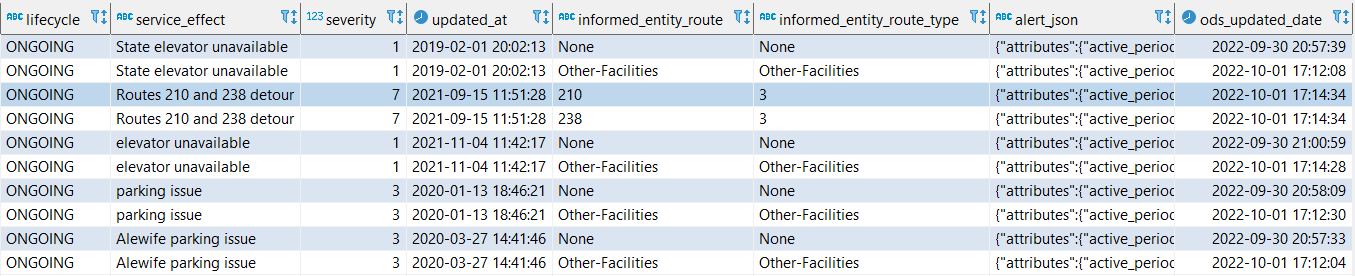 ABC lifecycle ABC service_effect 123 severity updated_at ABC informed_entity_route ABC informed_entity_route_type ABC alert_json ods_updated_date
ONGOING State elevator unavailable 1 2019-02-01 20:02:13 None None {"attributes":{"active_perioc 2022-09-30 20:57:39
ONGOING State elevator unavailable 1 2019-02-01 20:02:13 Other-Facilities Other-Facilities {"attributes":{"active_perioc 2022-10-01 17:12:08
ONGOING Routes 210 and 238 detour 7 2021-09-15 11:51:28 210 3 {"attributes":{"active_perioc 2022-10-01 17:14:34
ONGOING Routes 210 and 238 detour 7 2021-09-15 11:51:28 238 3 {"attributes":{"active_perioc 2022-10-01 17:14:34
ONGOING elevator unavailable 1 2021-11-04 11:42:17 None None {"attributes":{"active_perioc 2022-09-30 21:00:59
ONGOING elevator unavailable 1 2021-11-04 11:42:17 Other-Facilities Other-Facilities {"attributes":{"active_perioc 2022-10-01 17:14:28
ONGOING parking issue 3 2020-01-13 18:46:21 None None {"attributes":{"active_perioc 2022-09-30 20:58:09
ONGOING parking issue 3 2020-01-13 18:46:21 Other-Facilities Other-Facilities {"attributes":{"active_perioc 2022-10-01 17:12:30
ONGOING Alewife parking issue 3 2020-03-27 14:41:46 None None {"attributes":{"active_perioc 2022-09-30 20:57:33
ONGOING Alewife parking issue 3 2020-03-27 14:41:46 Other-Facilities Other-Facilities {"attributes":{"active_perioc 2022-10-01 17:12:04